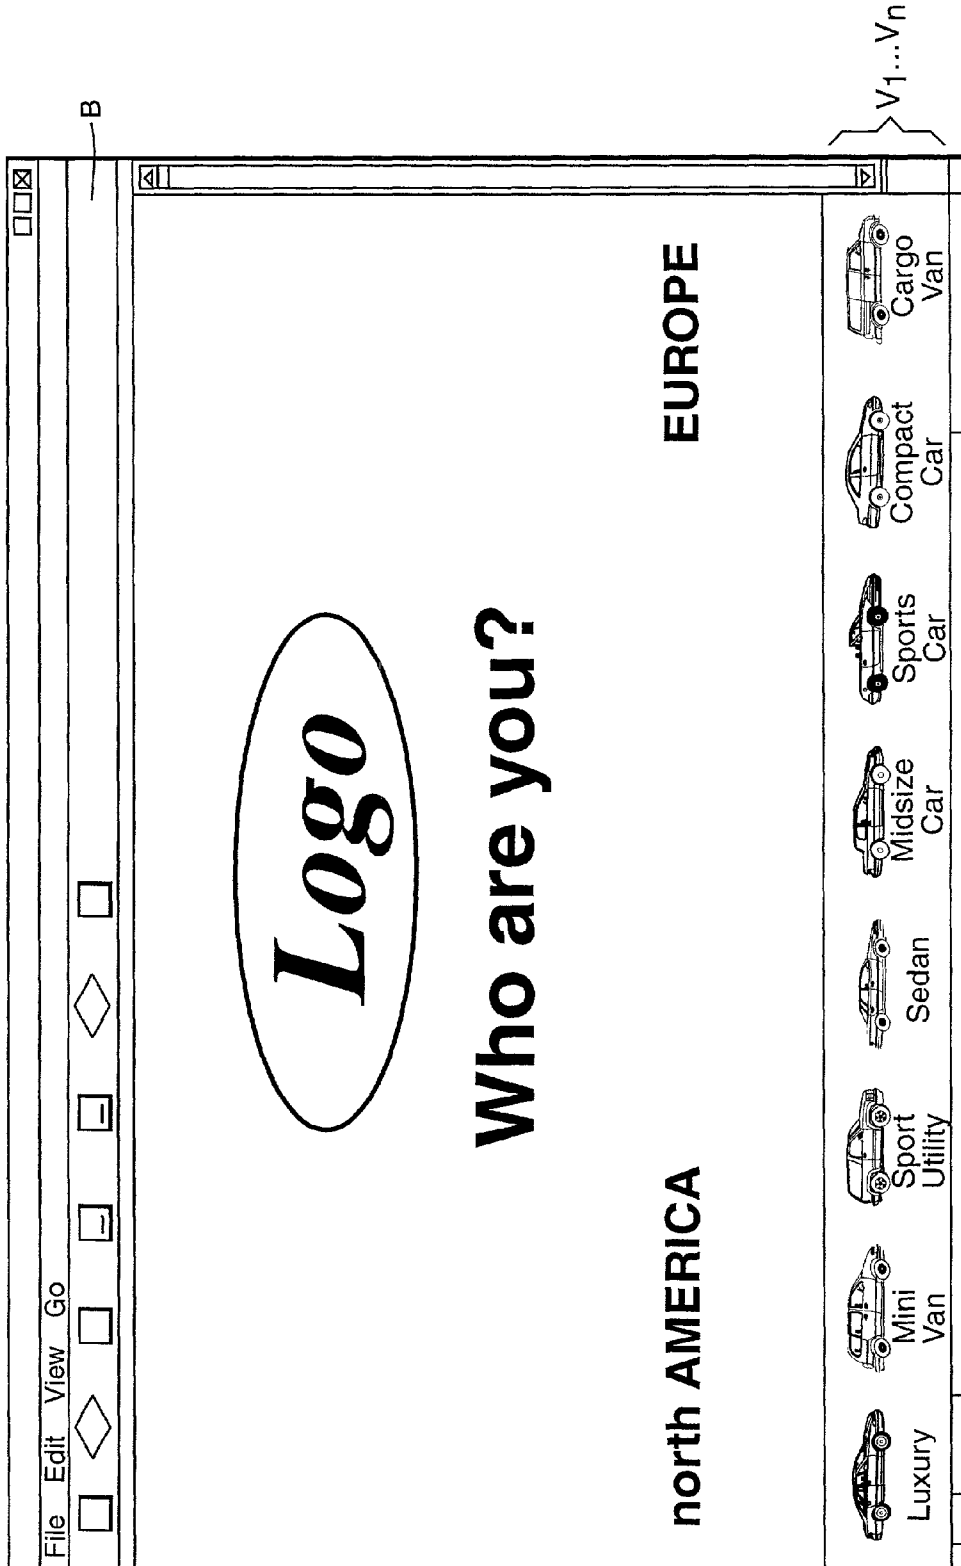 File Edit View Go
B
Logo
Who are you?
north AMERICA EUROPE
Luxury
Mini
Van
Sport
Utility
Sedan
Midsize
Car
Sports
Car
Compact
Car
Cargo
Van
V1...Vn